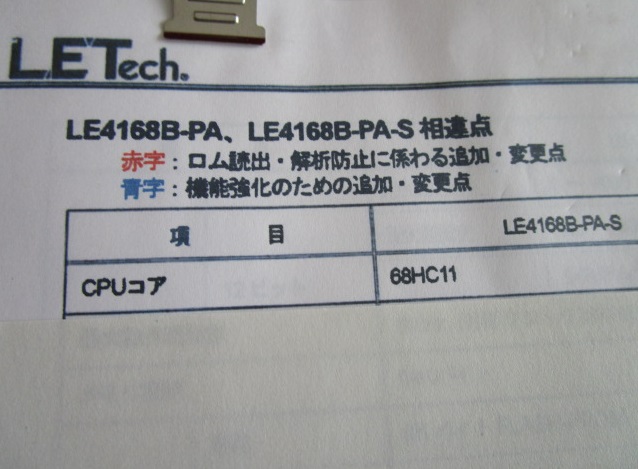 LETech.
LE4168B-PA、LE4168B-PA-S 相違点
赤字：ロム読出・解析防止に係わる追加・変更点
青字：機能強化のための追加・変更点
項 目 LE4168B-PA-S
CPUコア 68HC11